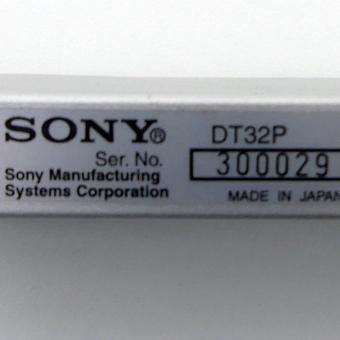 SONY® DT32P
Ser. No. 300029
Sony Manufacturing
Systems Corporation MADE IN JAPAN